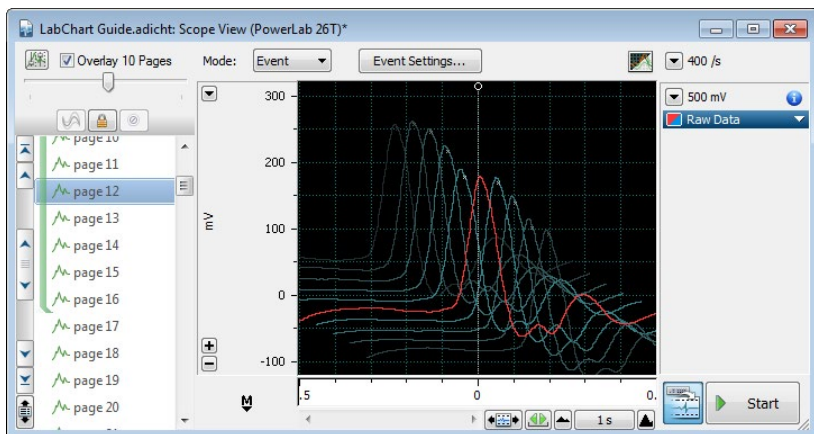 LabChart Guide.adicht: Scope View (PowerLab 26T)*
Overlay 10 Pages
Mode: Event Event Settings... 400 /s
500 mV
Raw Data
page 10
page 11
page 12
page 13
page 14
page 15
page 16
page 17
page 18
page 19
page 20
mV
300
200
100
0
-100
M
.5 0 0.
1 s
Start